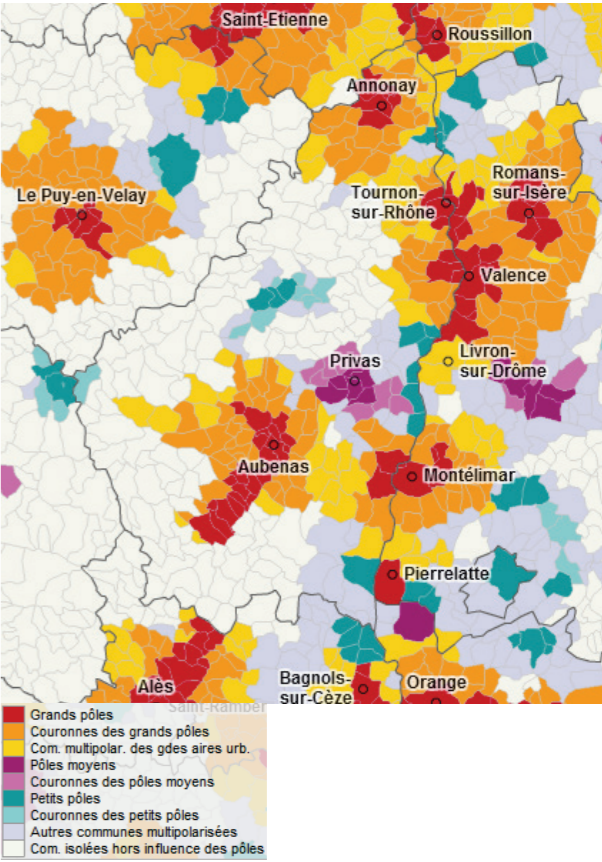 Saint-Etienne
Roussillon
Annonay
Romans-
sur-Isère
Le Puy-en-Velay
Tournon-
sur-Rhône
Valence
Livron-
sur-Drôme
Privas
Aubenas
Montélimar
Pierrelatte
Alès
Bagnols-
sur-Cèze
Orange
Saint-Ramber
Grands pôles
Couronnes des grands pôles
Com. multipolar. des gdes aires urb.
Pôles moyens
Couronnes des pôles moyens
Petits pôles
Couronnes des petits pôles
Autres communes multipolarisées
Com. isolées hors influence des pôles